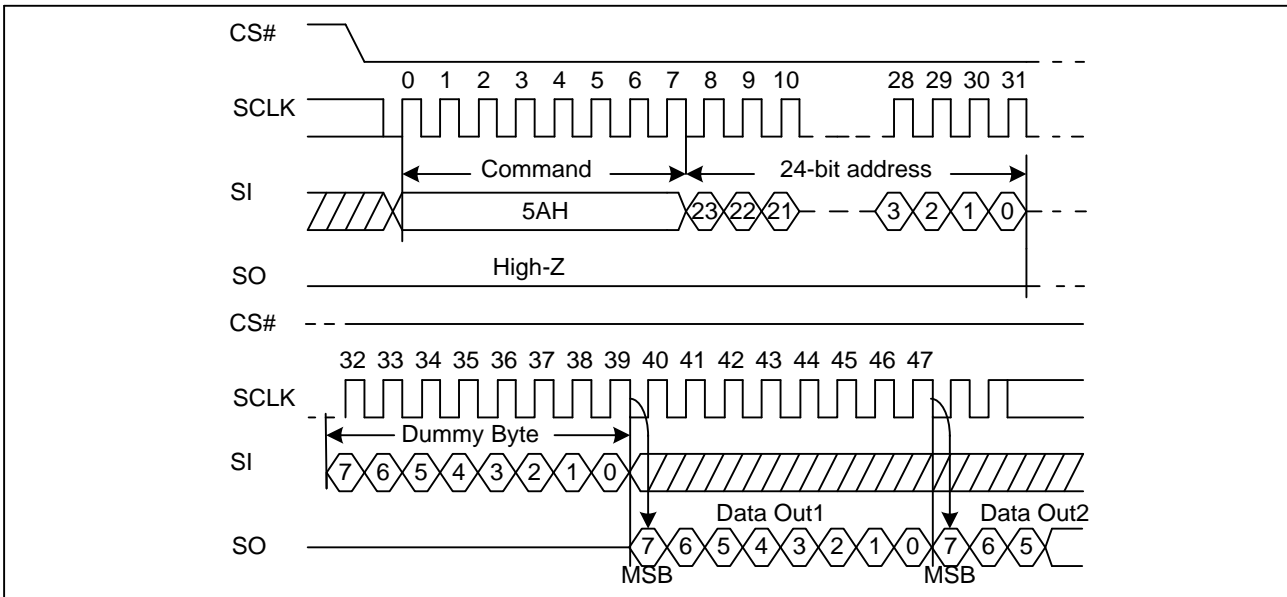 CS#
0 1 2 3 4 5 6 7 8 9 10 28 29 30 31
SCLK
Command 24-bit address
SI
5AH 23 22 21 3 2 1 0
High-Z
SO
CS#
32 33 34 35 36 37 38 39 40 41 42 43 44 45 46 47
SCLK
Dummy Byte
SI
7 6 5 4 3 2 1 0
Data Out1 Data Out2
SO
7 6 5 4 3 2 1 0 7 6 5
MSB MSB